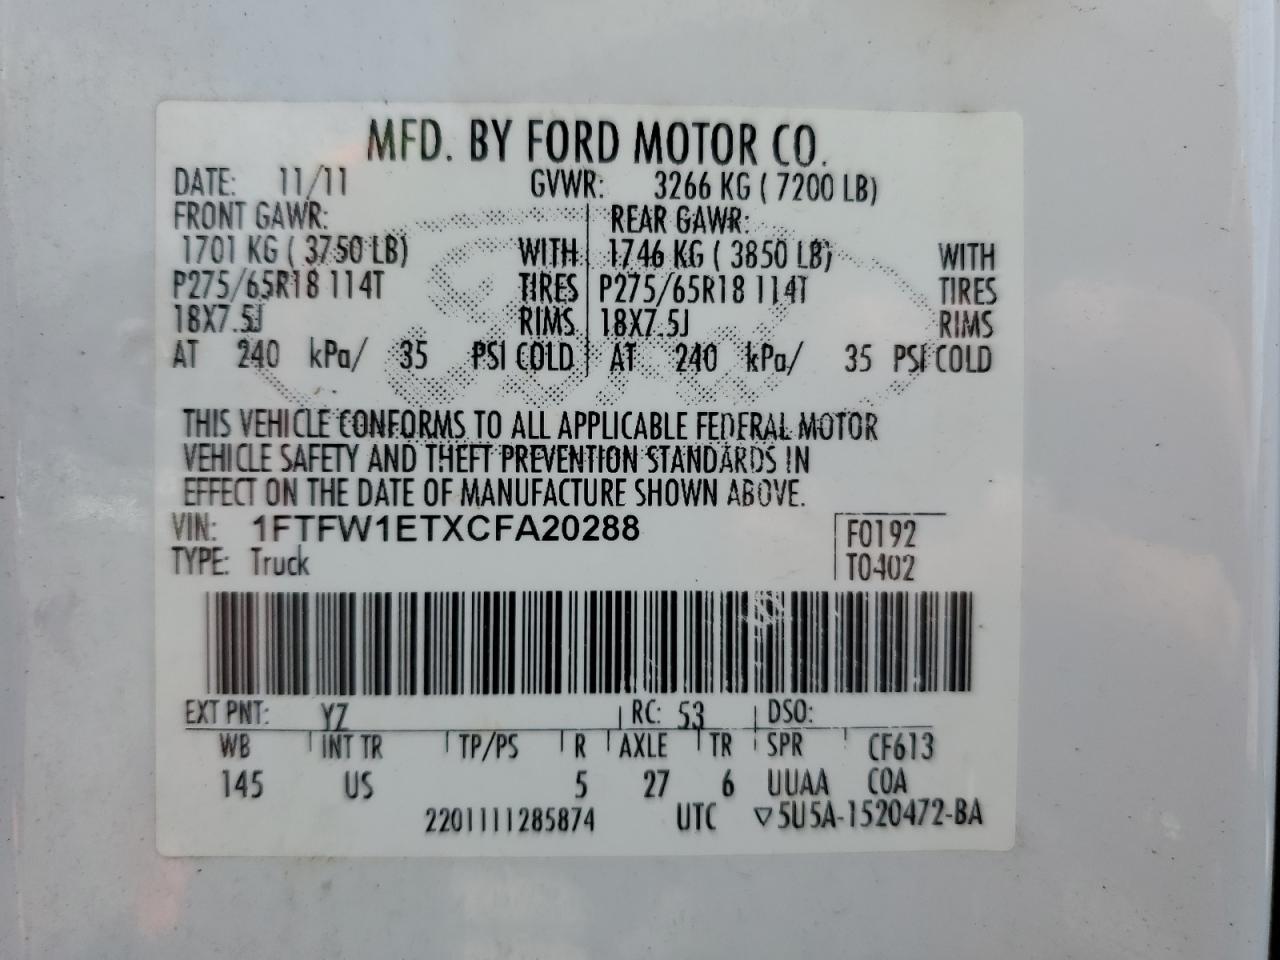 MFD. BY FORD MOTOR CO.
DATE: 11/11 GVWR: 3266 KG ( 7200 LB)
FRONT GAWR: REAR GAWR:
1701 KG ( 3750 LB) WITH 1746 KG ( 3850 LB) WITH
P275/65R18 114T TIRES P275/65R18 114T TIRES
18X7.5J RIMS 18X7.5J RIMS
AT 240 kPa/ 35 PSI COLD AT 240 kPa/ 35 PSI COLD
THIS VEHICLE CONFORMS TO ALL APPLICABLE FEDERAL MOTOR
VEHICLE SAFETY AND THEFT PREVENTION STANDARDS IN
EFFECT ON THE DATE OF MANUFACTURE SHOWN ABOVE.
VIN: 1FTFW1ETXCFA20288 F0192
TYPE: Truck T0402
EXT PNT: YZ RC: 53 DSO:
WB INT TR TP/PS R AXLE TR SPR CF613
145 US 5 27 6 UUAA COA
2201111285874 UTC ▽5U5A-1520472-BA